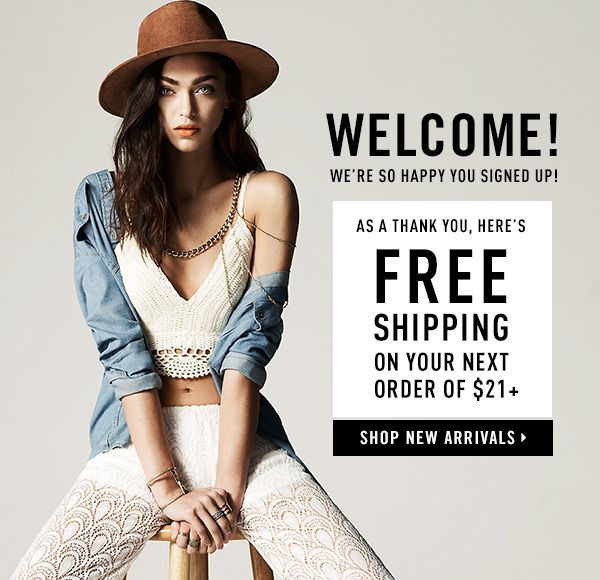 WELCOME!
WE'RE SO HAPPY YOU SIGNED UP!
AS A THANK YOU, HERE'S
FREE
SHIPPING
ON YOUR NEXT
ORDER OF $21+
SHOP NEW ARRIVALS